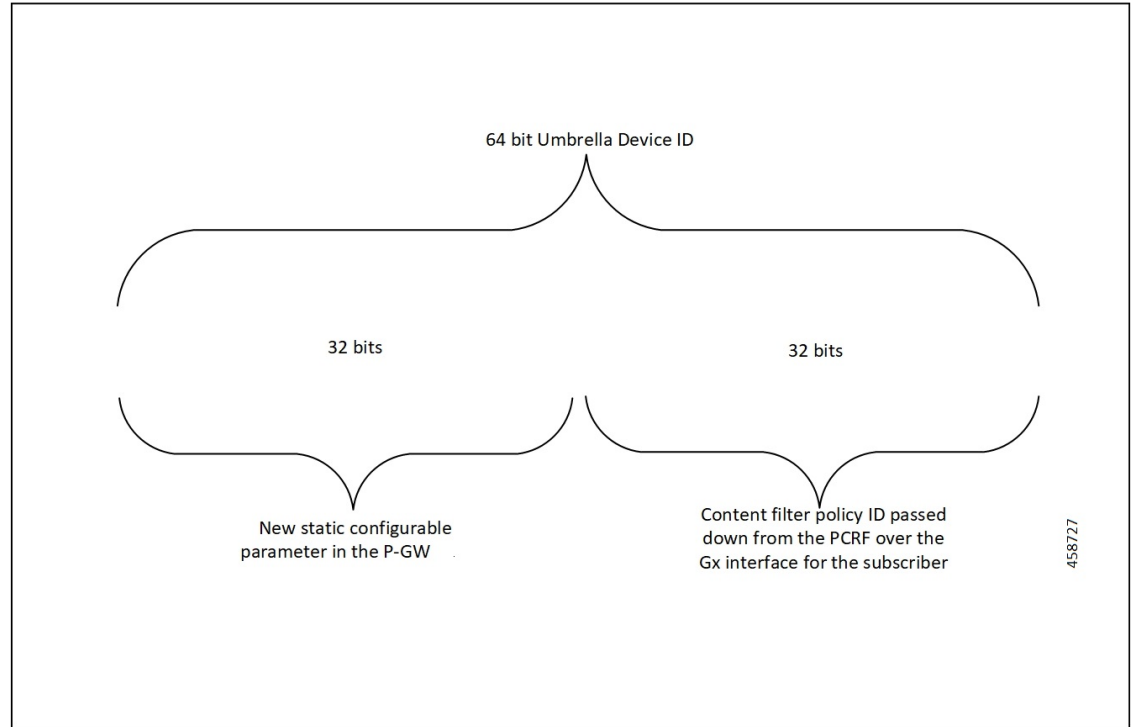 64 bit Umbrella Device ID
32 bits
32 bits
New static configurable
parameter in the P-GW
Content filter policy ID passed
down from the PCRF over the
Gx interface for the subscriber
458727